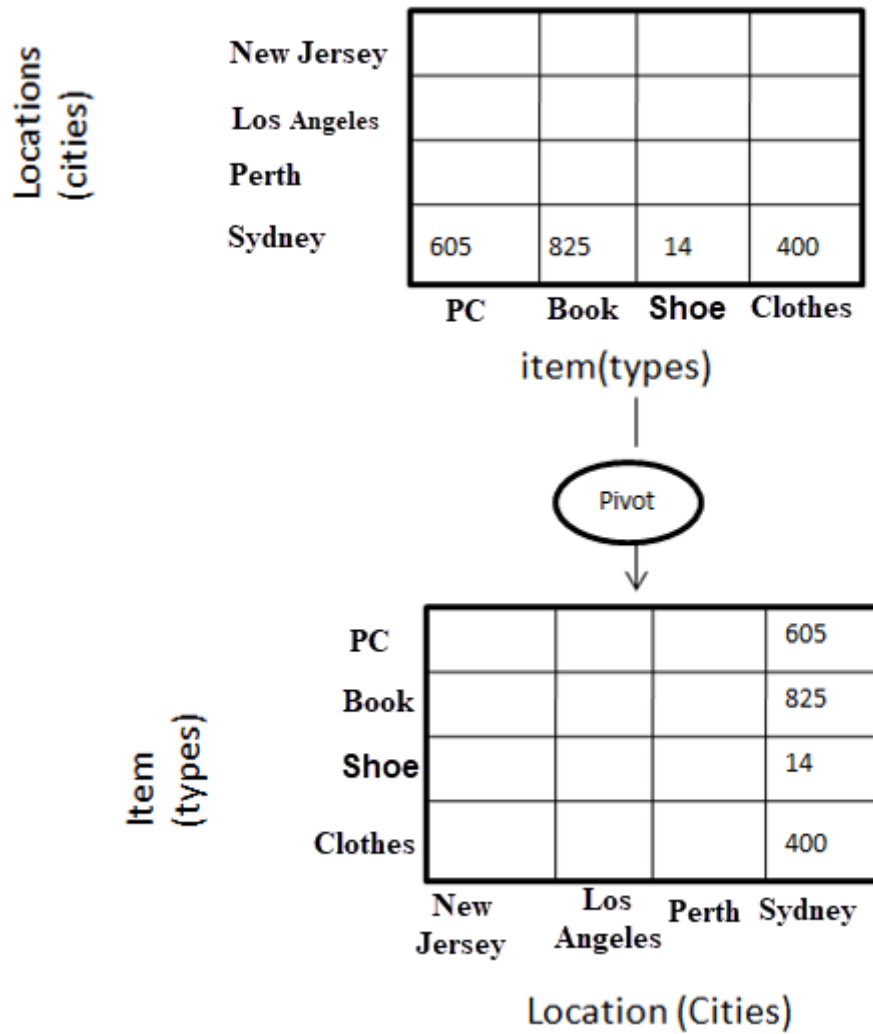 Locations
(cities)
New Jersey
Los Angeles
Perth
Sydney
605 825 14 400
PC Book Shoe Clothes
item(types)
Pivot
Item
(types)
PC 605
Book 825
Shoe 14
Clothes 400
New Los Perth Sydney
Jersey Angeles
Location (Cities)